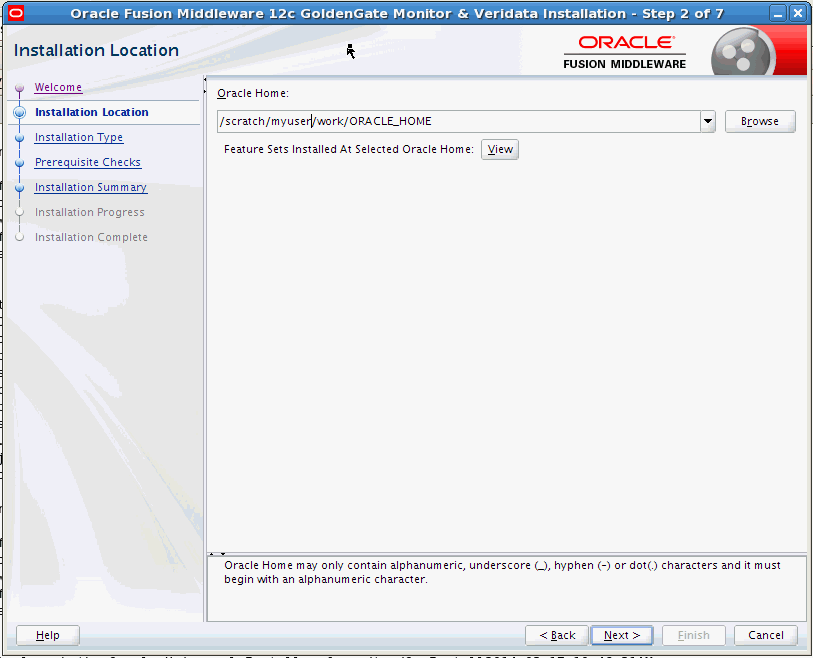 Oracle Fusion Middleware 12c GoldenGate Monitor & Veridata Installation - Step 2 of 7
Installation Location
ORACLE
FUSION MIDDLEWARE
Welcome
Installation Location
Installation Type
Prerequisite Checks
Installation Summary
Installation Progress
Installation Complete
Oracle Home:
/scratch/myuser/work/ORACLE_HOME
Browse
Feature Sets Installed At Selected Oracle Home: View
Oracle Home may only contain alphanumeric, underscore (_), hyphen (-) or dot(.) characters and it must
begin with an alphanumeric character.
Help
< Back
Next >
Finish
Cancel